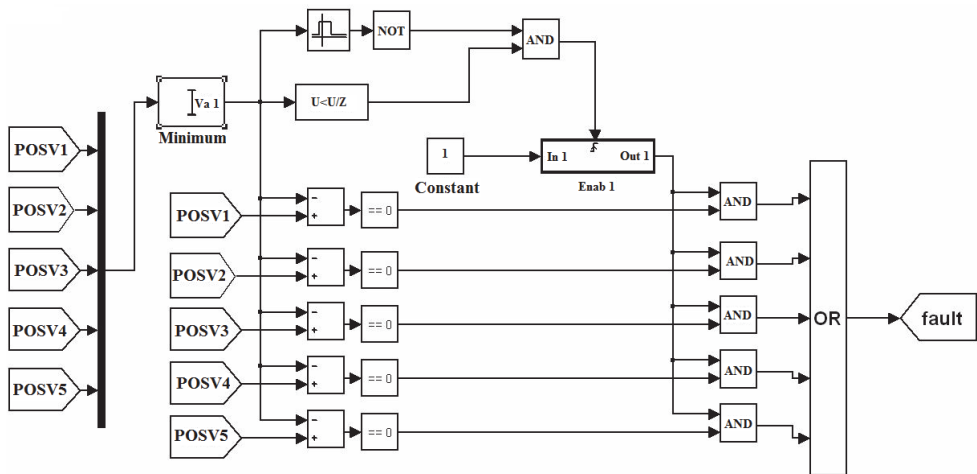 NOT
AND
Va 1
U<U/Z
Minimum
POSV1
POSV2
POSV3
POSV4
POSV5
1
Constant
In 1
Out 1
Enab 1
POSV1
-
+
== 0
AND
POSV2
-
+
== 0
AND
POSV3
-
+
== 0
AND
POSV4
-
+
== 0
AND
POSV5
-
+
== 0
AND
OR
fault